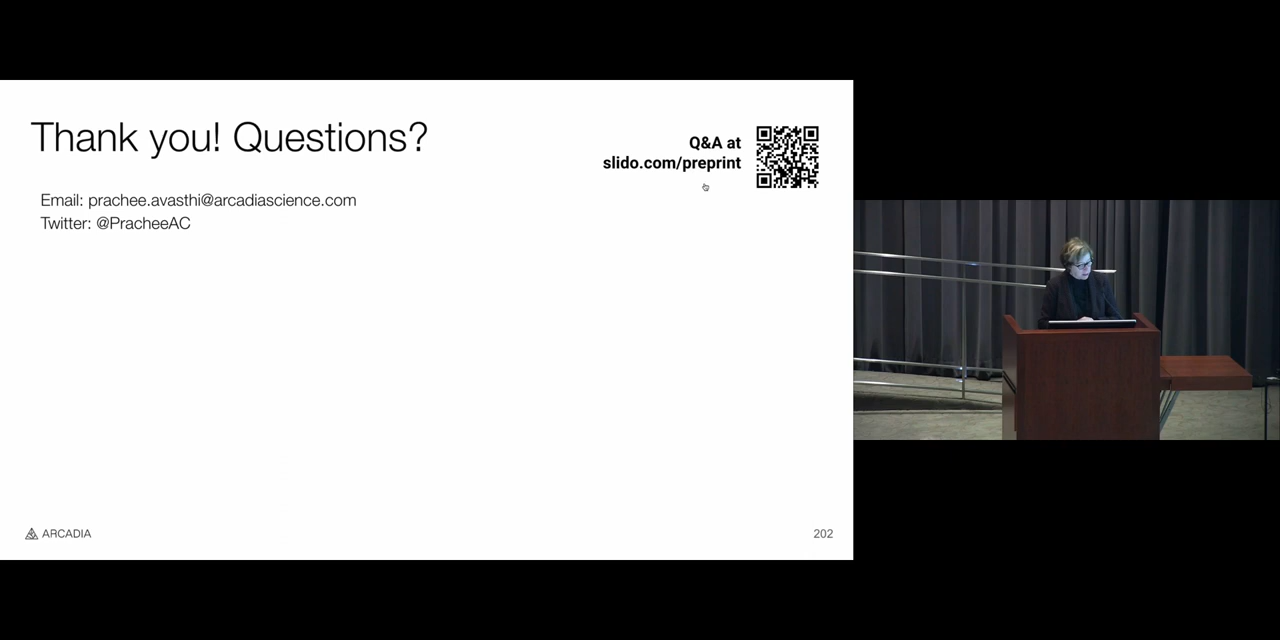 Thank you! Questions?
Q&A at
slido.com/preprint
Email: prachee.avasthi@arcadiascience.com
Twitter: @PracheeAC
ARCADIA
202